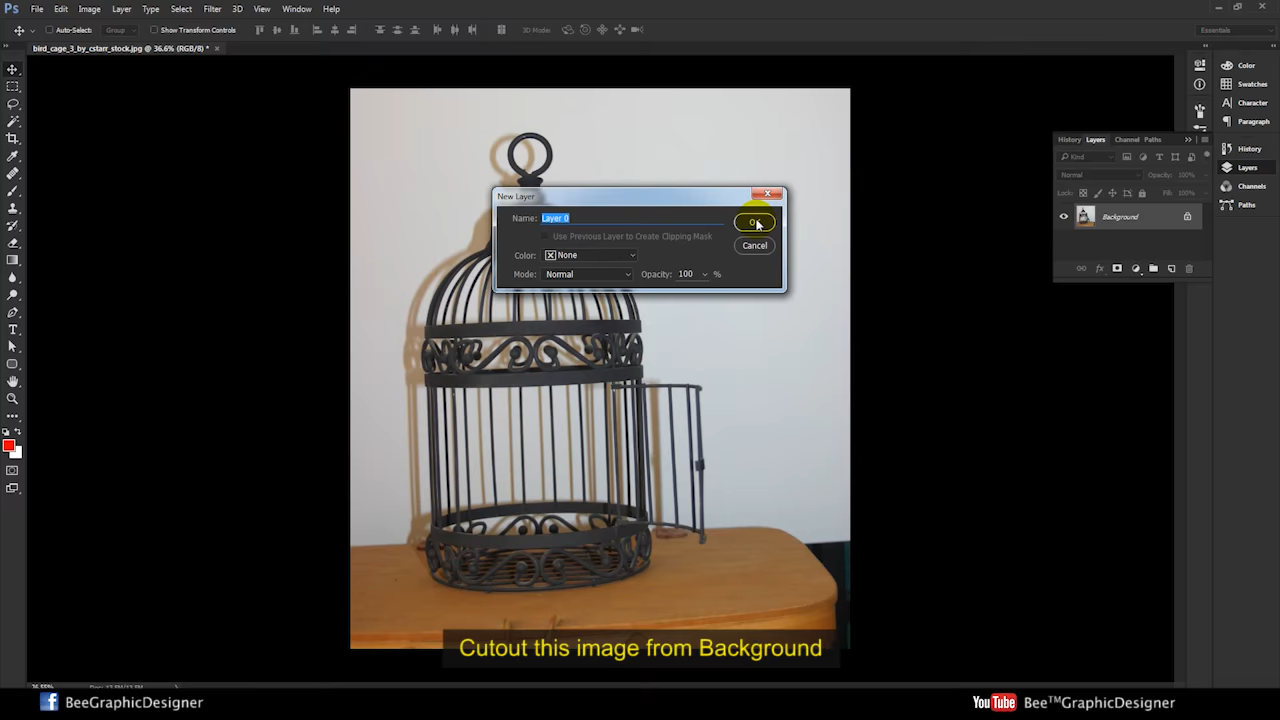 Ps File Edit Image Layer Type Select Filter 3D View Window Help
Auto-Select: Group Show Transform Controls 3D Mode: Essentials
bird_cage_3_by_cstarr_stock.jpg @ 36.6% (RGB/8) * ×
Color
Swatches
Character
Paragraph
History
Layers
Channels
Paths
History Layers Channel Paths
Kind
Normal Opacity: 100%
Lock: Fill: 100%
Background
New Layer
Name: Layer 0
OK
Use Previous Layer to Create Clipping Mask
Cancel
Color: None
Mode: Normal Opacity: 100 %
Cutout this image from Background
BeeGraphicDesigner
YouTube Bee™GraphicDesigner